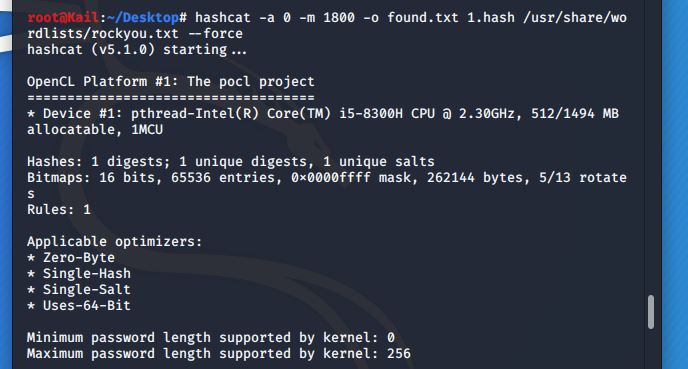 root@Kail:~/Desktop# hashcat -a 0 -m 1800 -o found.txt 1.hash /usr/share/wo
rdlists/rockyou.txt --force
hashcat (v5.1.0) starting...
OpenCL Platform #1: The pocl project
====================================
* Device #1: pthread-Intel(R) Core(TM) i5-8300H CPU @ 2.30GHz, 512/1494 MB
allocatable, 1MCU
Hashes: 1 digests; 1 unique digests, 1 unique salts
Bitmaps: 16 bits, 65536 entries, 0x0000ffff mask, 262144 bytes, 5/13 rotate
s
Rules: 1
Applicable optimizers:
* Zero-Byte
* Single-Hash
* Single-Salt
* Uses-64-Bit
Minimum password length supported by kernel: 0
Maximum password length supported by kernel: 256